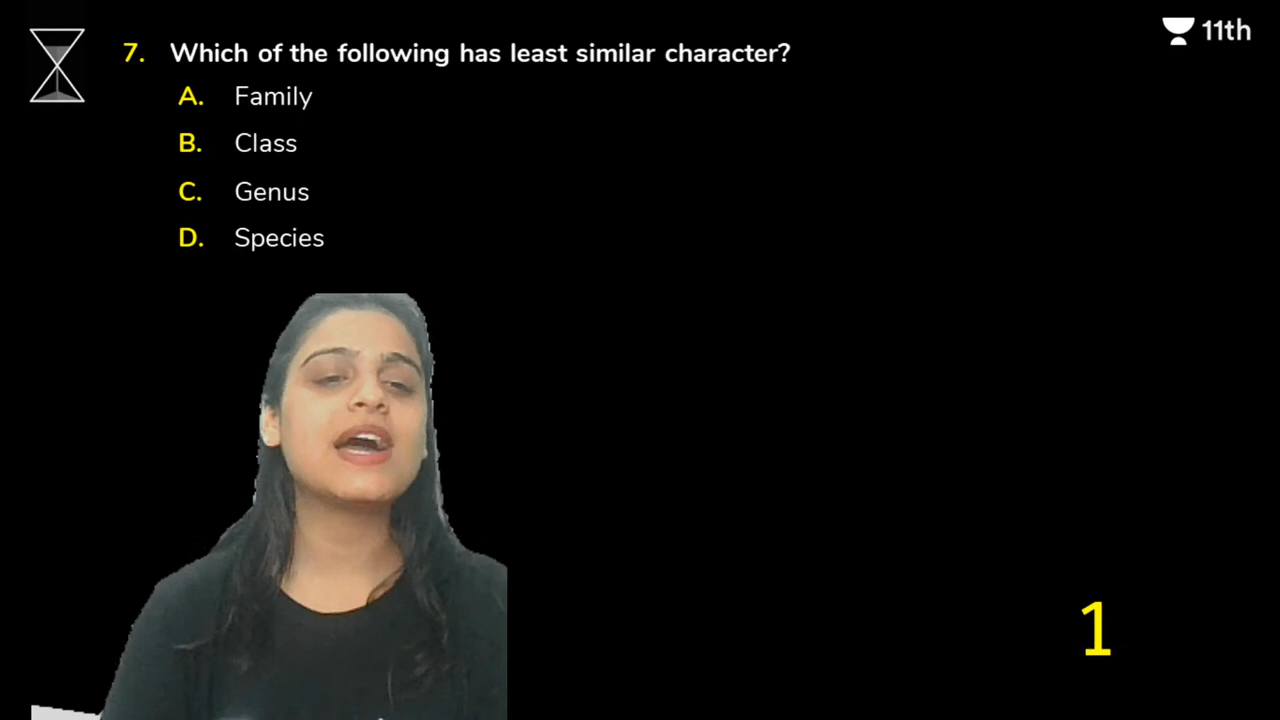 11th
7. Which of the following has least similar character?
A. Family
B. Class
C. Genus
D. Species
1